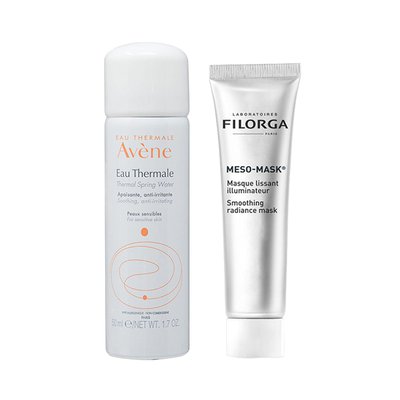 EAU THERMALE
Avène
Eau Thermale
Thermal Spring Water
Apaisante, anti-irritante
Soothing, anti-irritating
Peaux sensibles
For sensitive skin
PARIS
50 ml e/NET WT. 1.7 OZ.
LABORATOIRES
FILORGA
PARIS
MESO-MASK®
Masque lissant
illuminateur
Smoothing
radiance mask